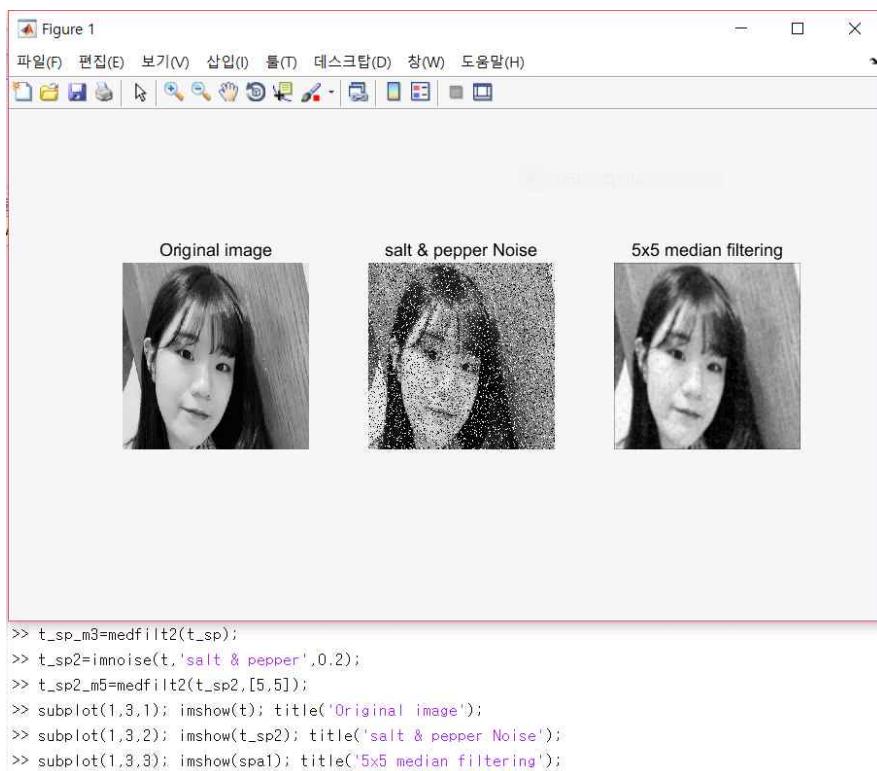 Figure 1
파일(F) 편집(E) 보기(V) 삽입(I) 툴(T) 데스크탑(D) 창(W) 도움말(H)
Original image salt & pepper Noise 5x5 median filtering
>> t_sp_m3=medfilt2(t_sp);
>> t_sp2=imnoise(t,'salt & pepper',0.2);
>> t_sp2_m5=medfilt2(t_sp2,[5,5]);
>> subplot(1,3,1); imshow(t); title('Original image');
>> subplot(1,3,2); imshow(t_sp2); title('salt & pepper Noise');
>> subplot(1,3,3); imshow(spa1); title('5x5 median filtering');